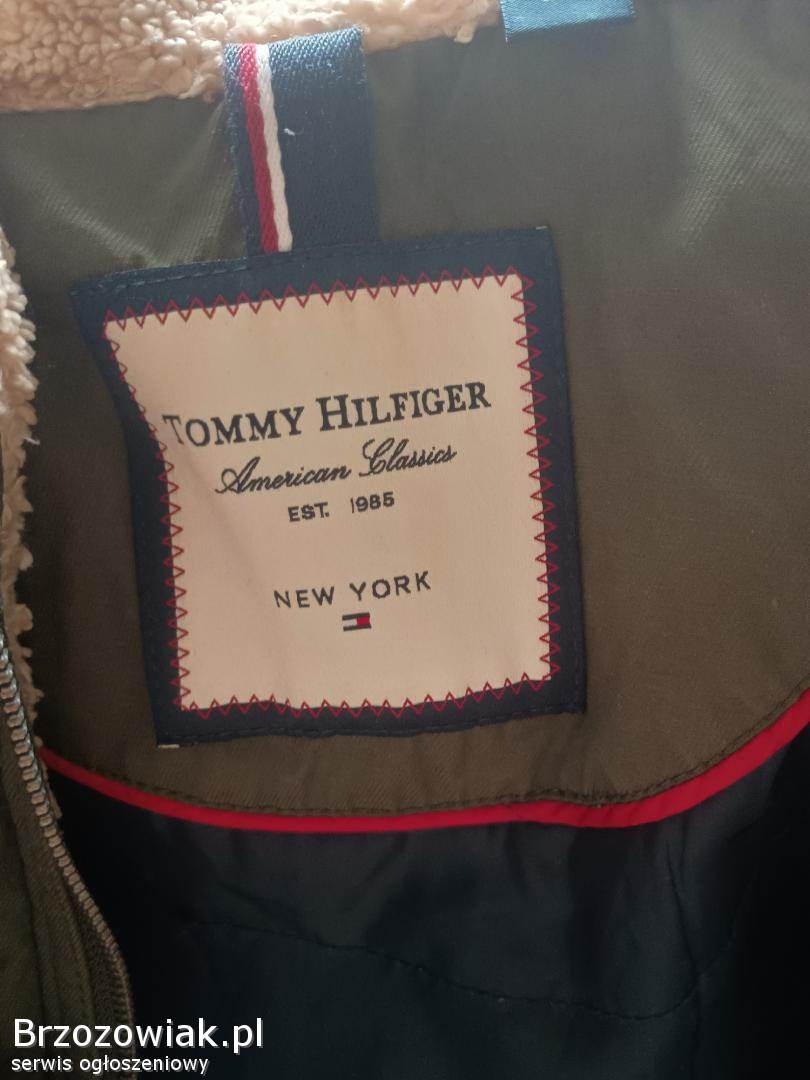 TOMMY HILFIGER
American Classics
EST. 1985
NEW YORK
Brzozowiak.pl
serwis ogłoszeniowy